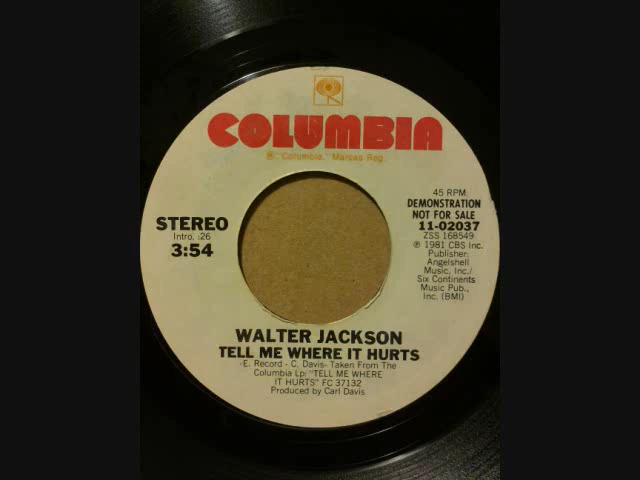 COLUMBIA
® "Columbia," Marcas Reg.
STEREO
Intro. :26
3:54
45 RPM
DEMONSTRATION
NOT FOR SALE
11-02037
ZSS 168549
℗ 1981 CBS Inc.
Publisher:
Angelshell
Music, Inc./
Six Continents
Music Pub.,
Inc. (BMI)
WALTER JACKSON
TELL ME WHERE IT HURTS
-E. Record - C. Davis- Taken From The
Columbia Lp: "TELL ME WHERE
IT HURTS" FC 37132
Produced by Carl Davis